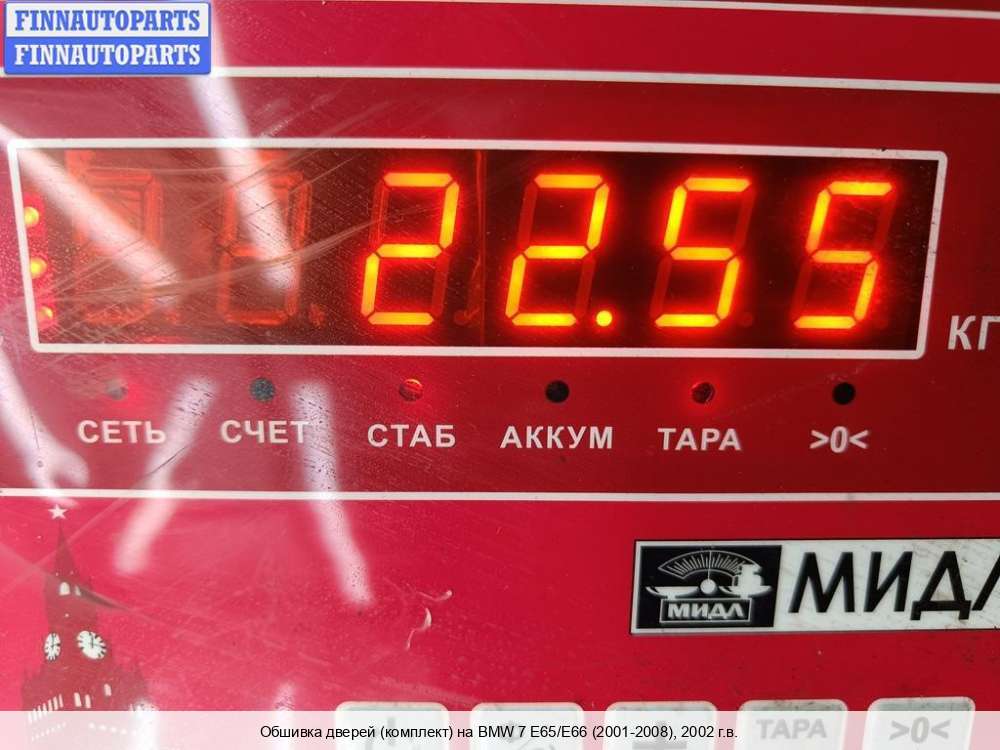 FINNAUTOPARTS
FINNAUTOPARTS
22.55
КГ
СЕТЬ СЧЕТ СТАБ АККУМ ТАРА >0<
МИДЛ МИДЛ
ТАРА >0<
Обшивка дверей (комплект) на BMW 7 E65/E66 (2001-2008), 2002 г.в.